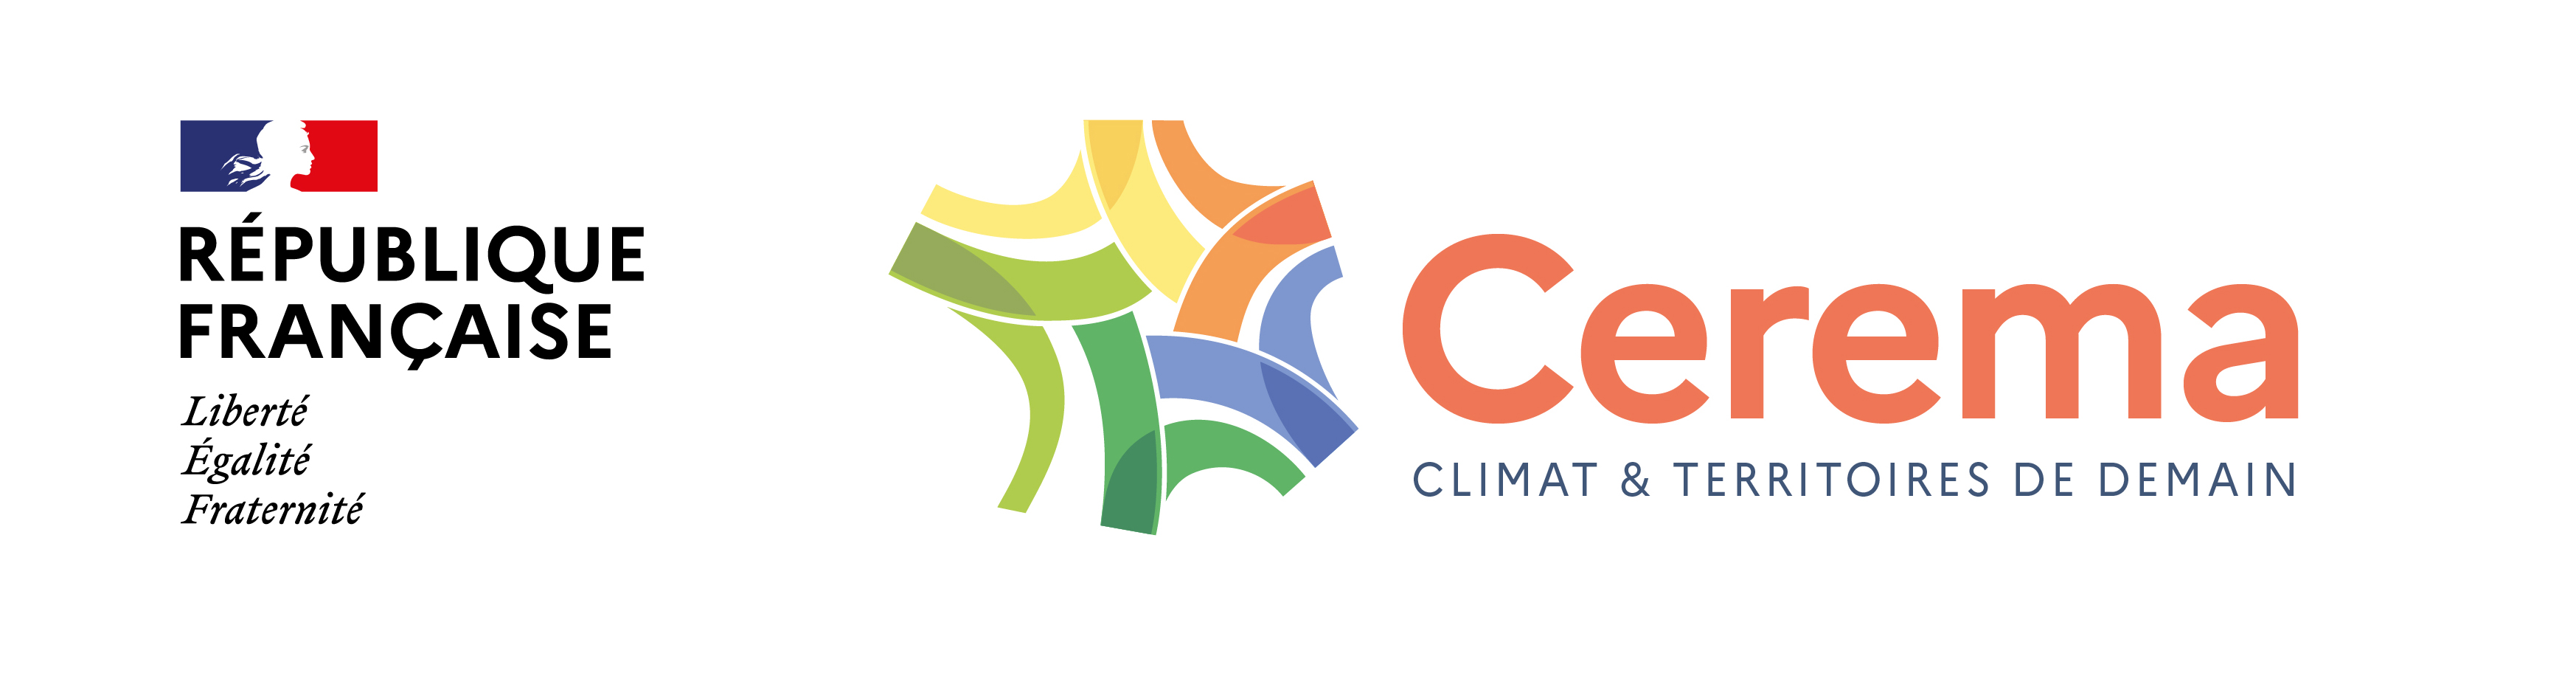 RÉPUBLIQUE
FRANÇAISE
Liberté
Égalité
Fraternité
Cerema
CLIMAT & TERRITOIRES DE DEMAIN